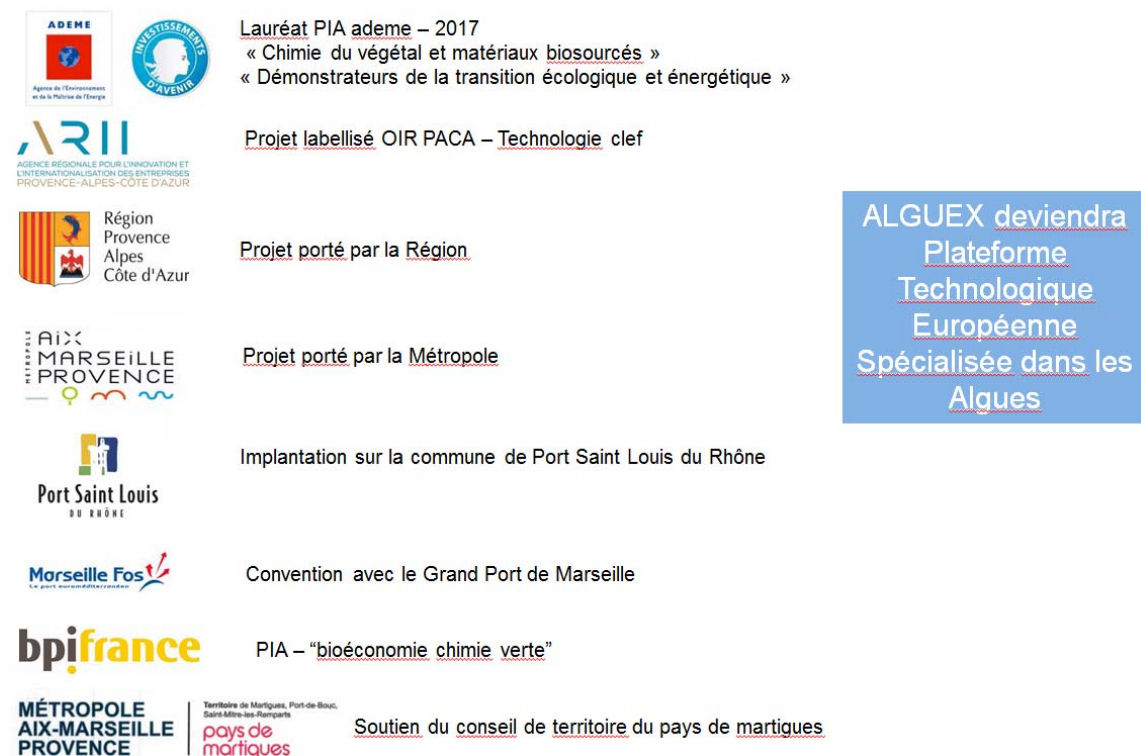 ADEME
Agence de l'Environnement
et de la Maîtrise de l'Energie
INVESTISSEMENTS
D'AVENIR
Lauréat PIA ademe – 2017
« Chimie du végétal et matériaux biosourcés »
« Démonstrateurs de la transition écologique et énergétique »
ARII
AGENCE RÉGIONALE POUR L'INNOVATION ET
L'INTERNATIONALISATION DES ENTREPRISES
PROVENCE-ALPES-CÔTE D'AZUR
Projet labellisé OIR PACA – Technologie clef
Région
Provence
Alpes
Côte d'Azur
Projet porté par la Région
ALGUEX deviendra
Plateforme
Technologique
Européenne
Spécialisée dans les
Algues
MÉTROPOLE
AIX
MARSEILLE
PROVENCE
Projet porté par la Métropole
Port Saint Louis
DU RHÔNE
Implantation sur la commune de Port Saint Louis du Rhône
Marseille Fos
Le port euroméditerranéen
Convention avec le Grand Port de Marseille
bpifrance
PIA – “bioéconomie chimie verte”
MÉTROPOLE
AIX-MARSEILLE
PROVENCE
Territoire de Martigues, Port-de-Bouc,
Saint-Mitre-les-Remparts
pays de
martigues
Soutien du conseil de territoire du pays de martigues